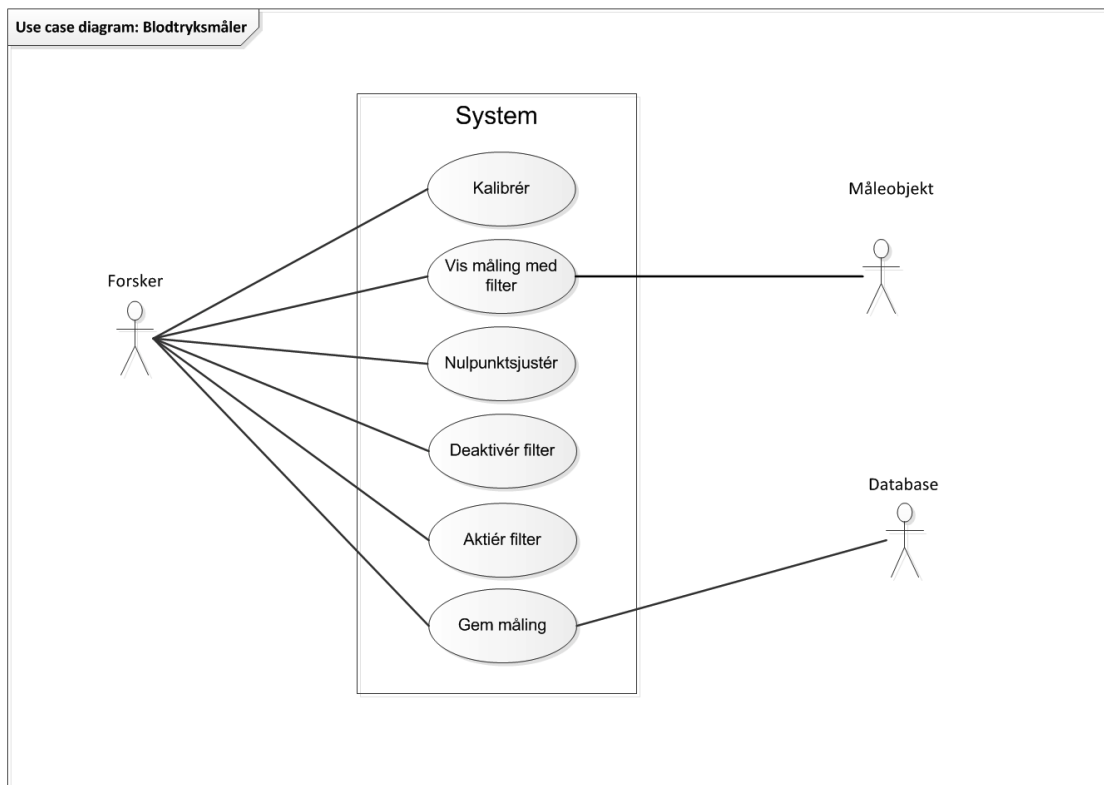 Use case diagram: Blodtryksmåler
System
Kalibrér
Måleobjekt
Vis måling med
filter
Forsker
Nulpunktsjustér
Deaktivér filter
Database
Aktiér filter
Gem måling